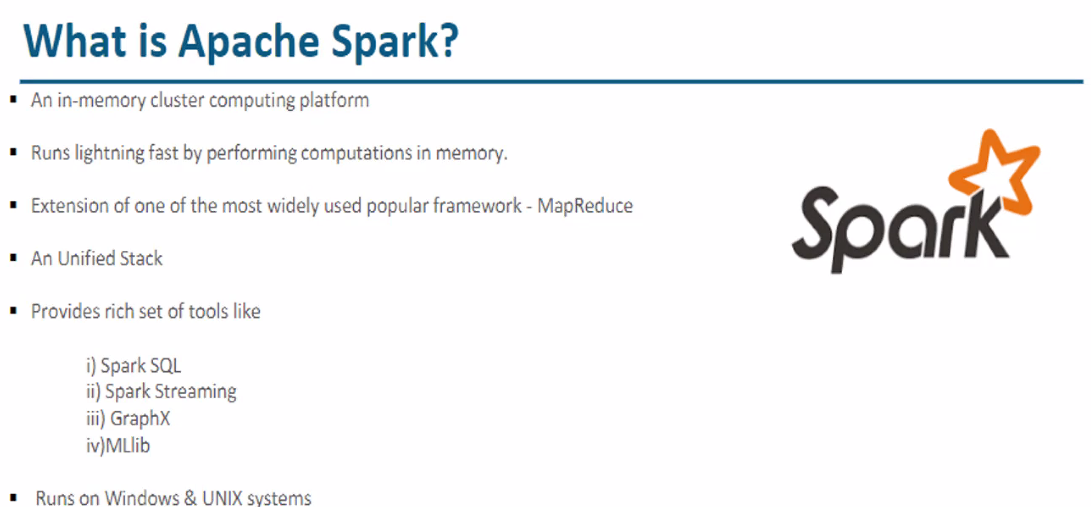 What is Apache Spark?
▪ An in-memory cluster computing platform
▪ Runs lightning fast by performing computations in memory.
▪ Extension of one of the most widely used popular framework - MapReduce
▪ An Unified Stack
▪ Provides rich set of tools like
i) Spark SQL
ii) Spark Streaming
iii) GraphX
iv)MLlib
▪ Runs on Windows & UNIX systems
Spark